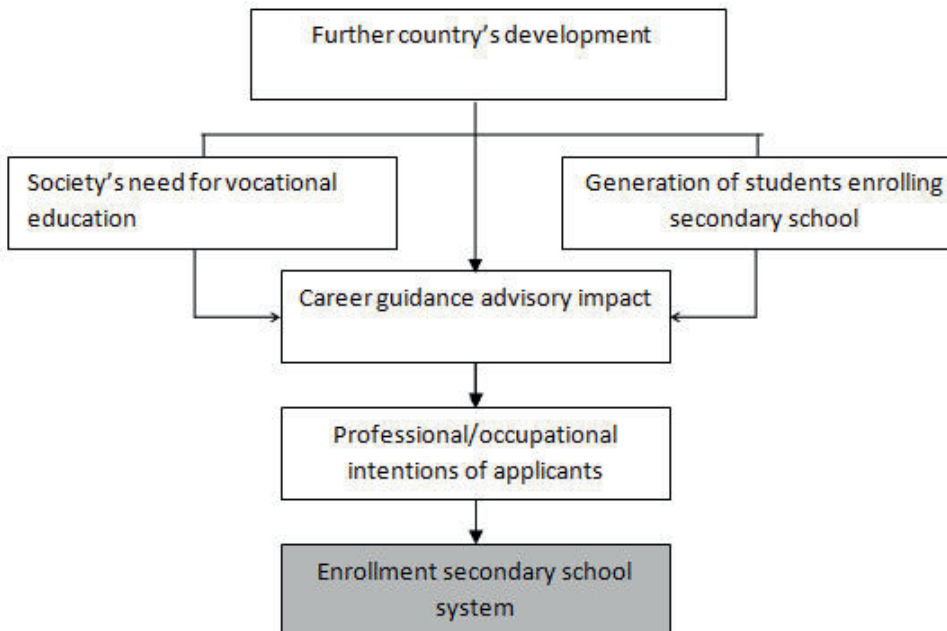 Further country's development
Society's need for vocational
education
Generation of students enrolling
secondary school
Career guidance advisory impact
Professional/occupational
intentions of applicants
Enrollment secondary school
system